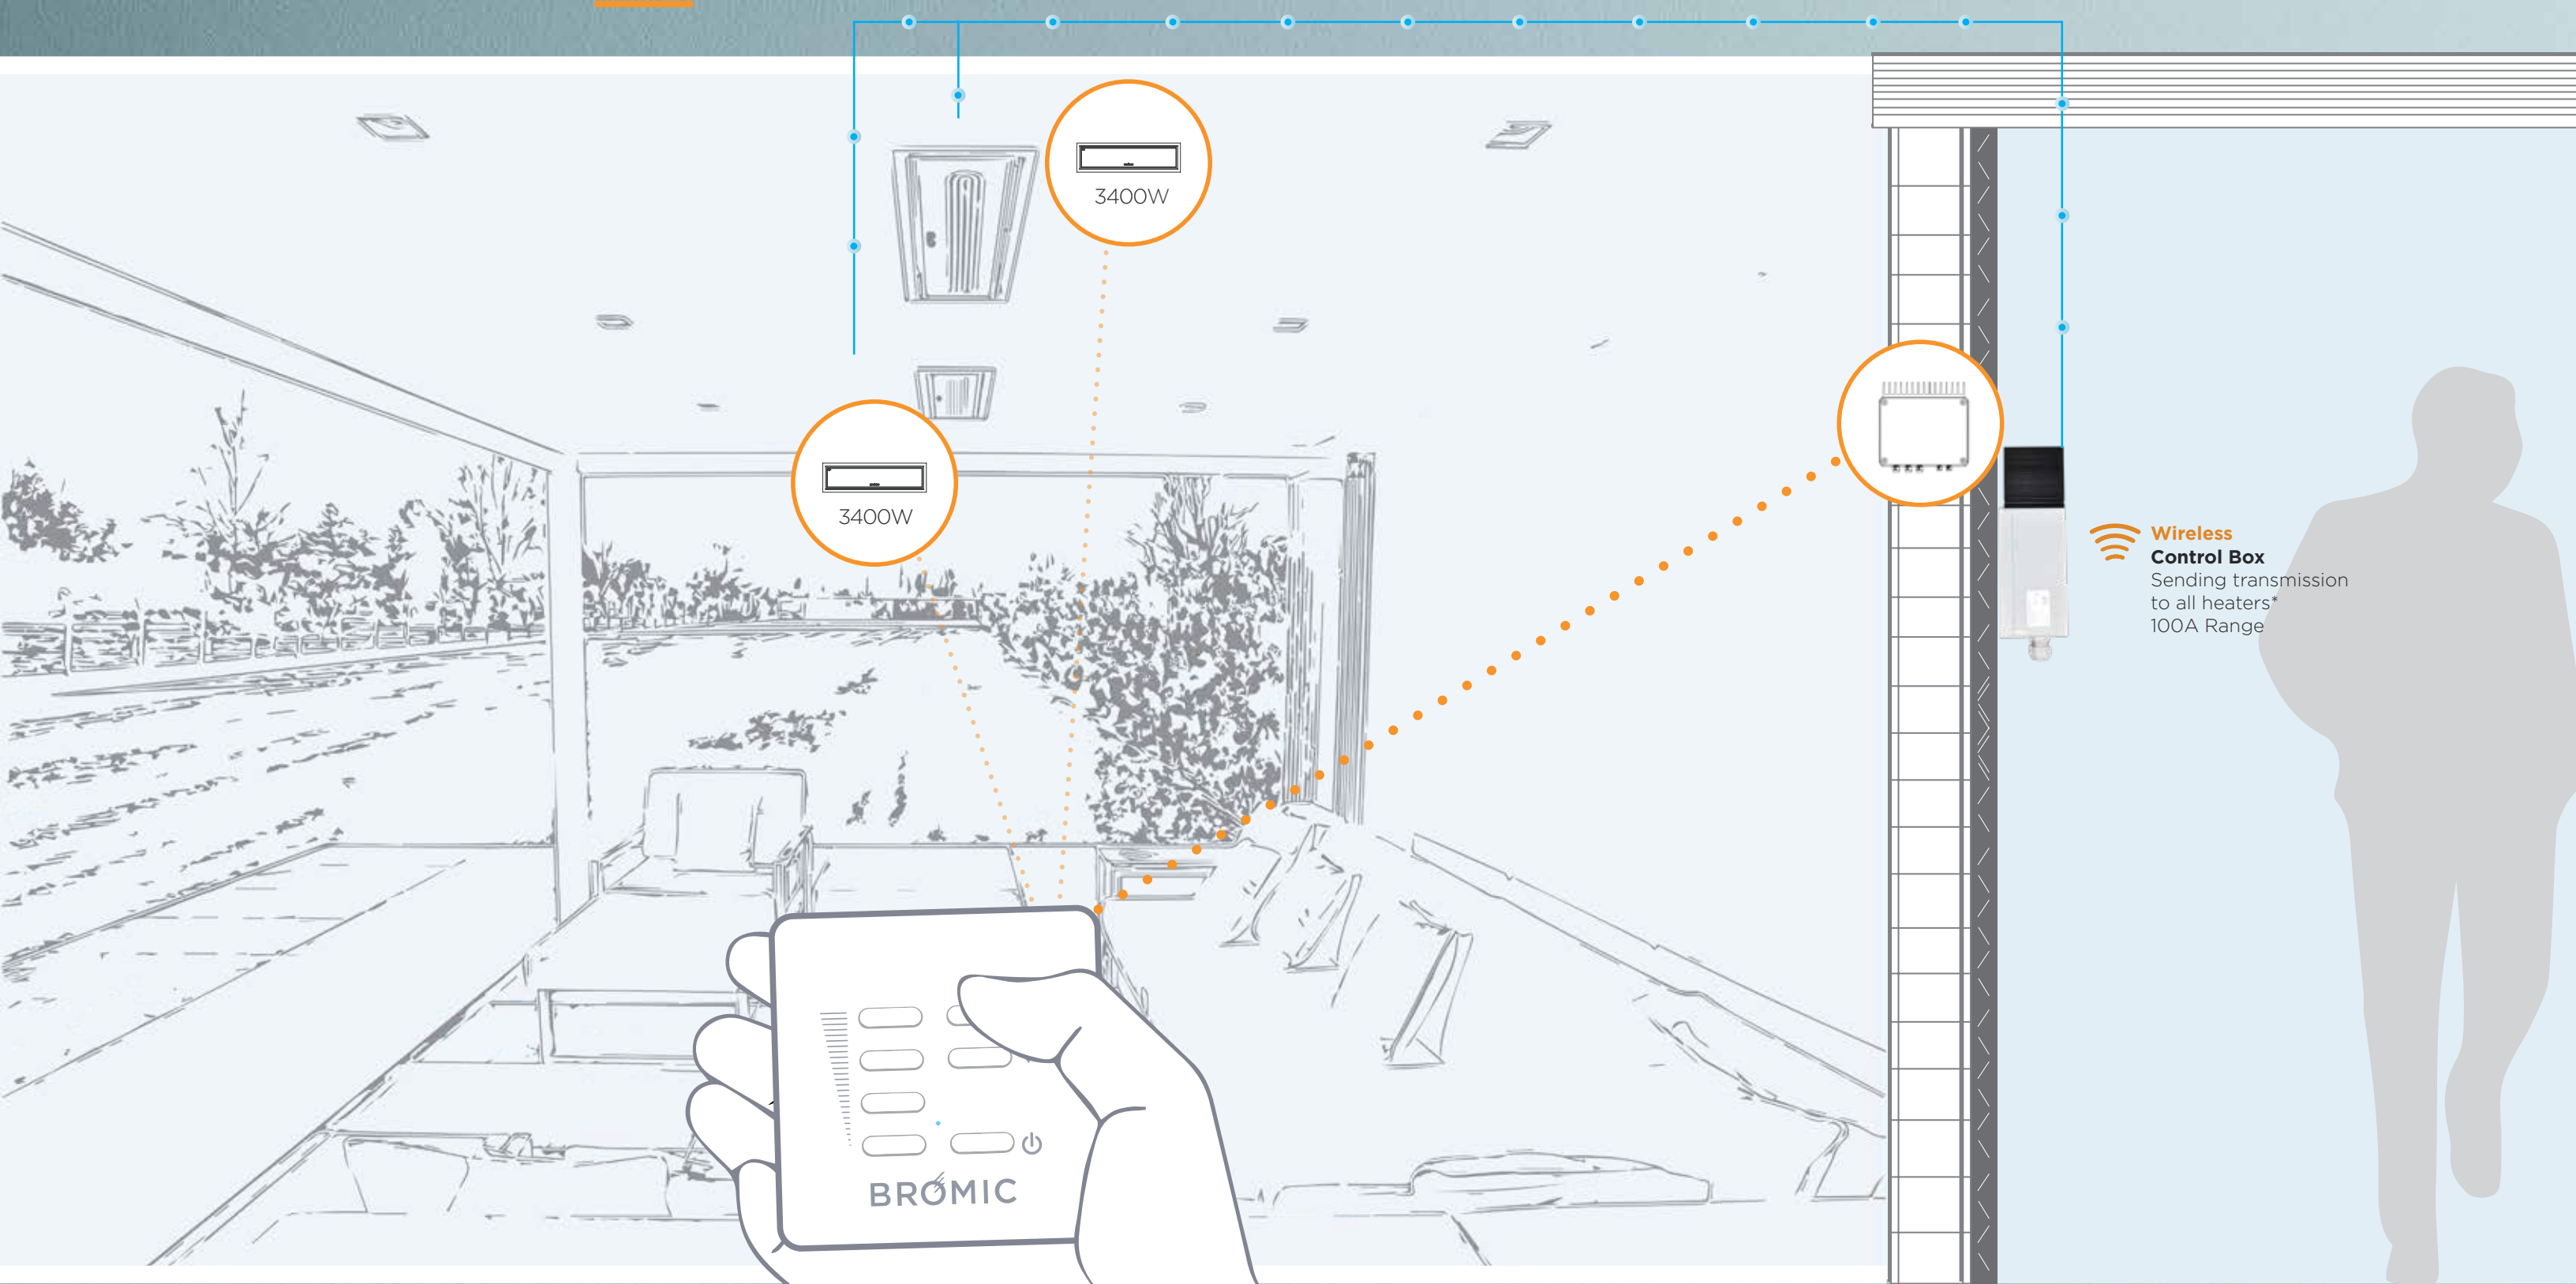 3400W
3400W
Wireless
Control Box
Sending transmission
to all heaters*
100A Range
BROMIC